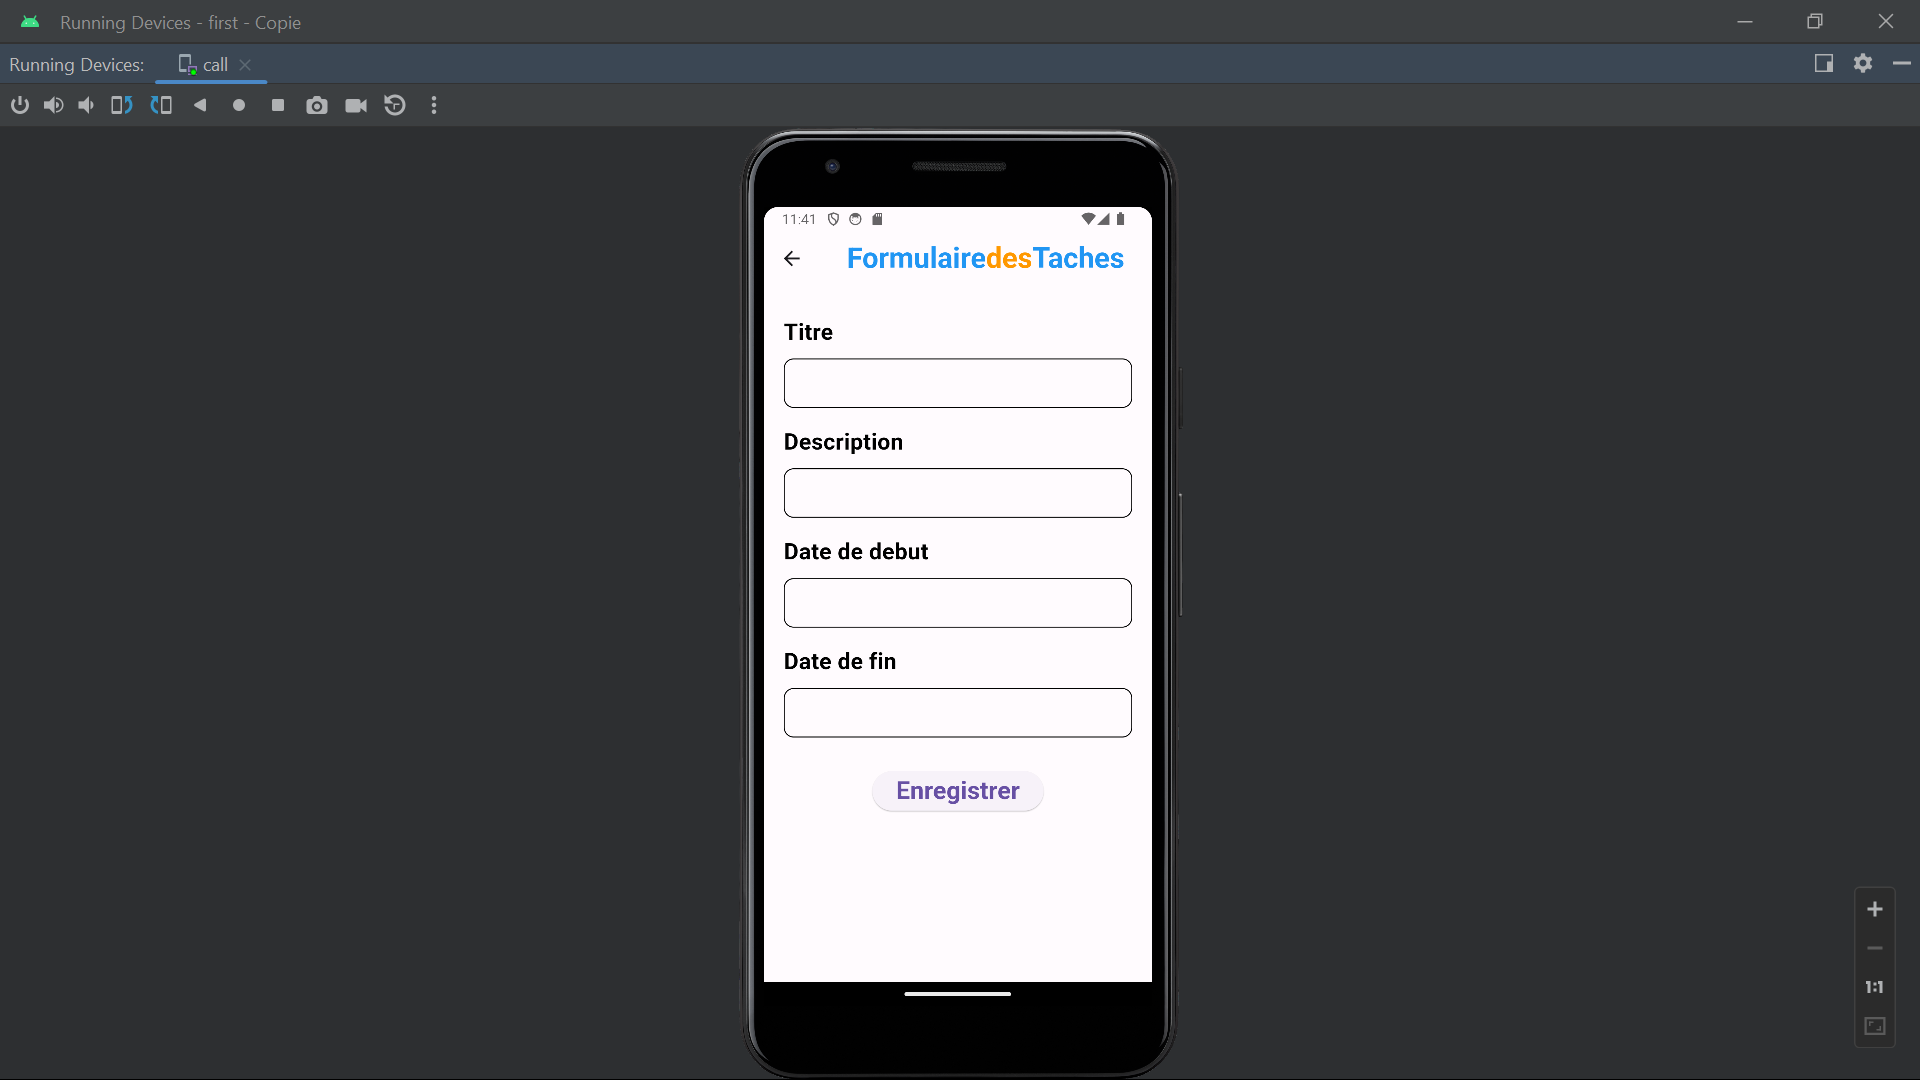 Running Devices - first - Copie
Running Devices: call
11:41
FormulairedesTaches
Titre
Description
Date de debut
Date de fin
Enregistrer
1:1